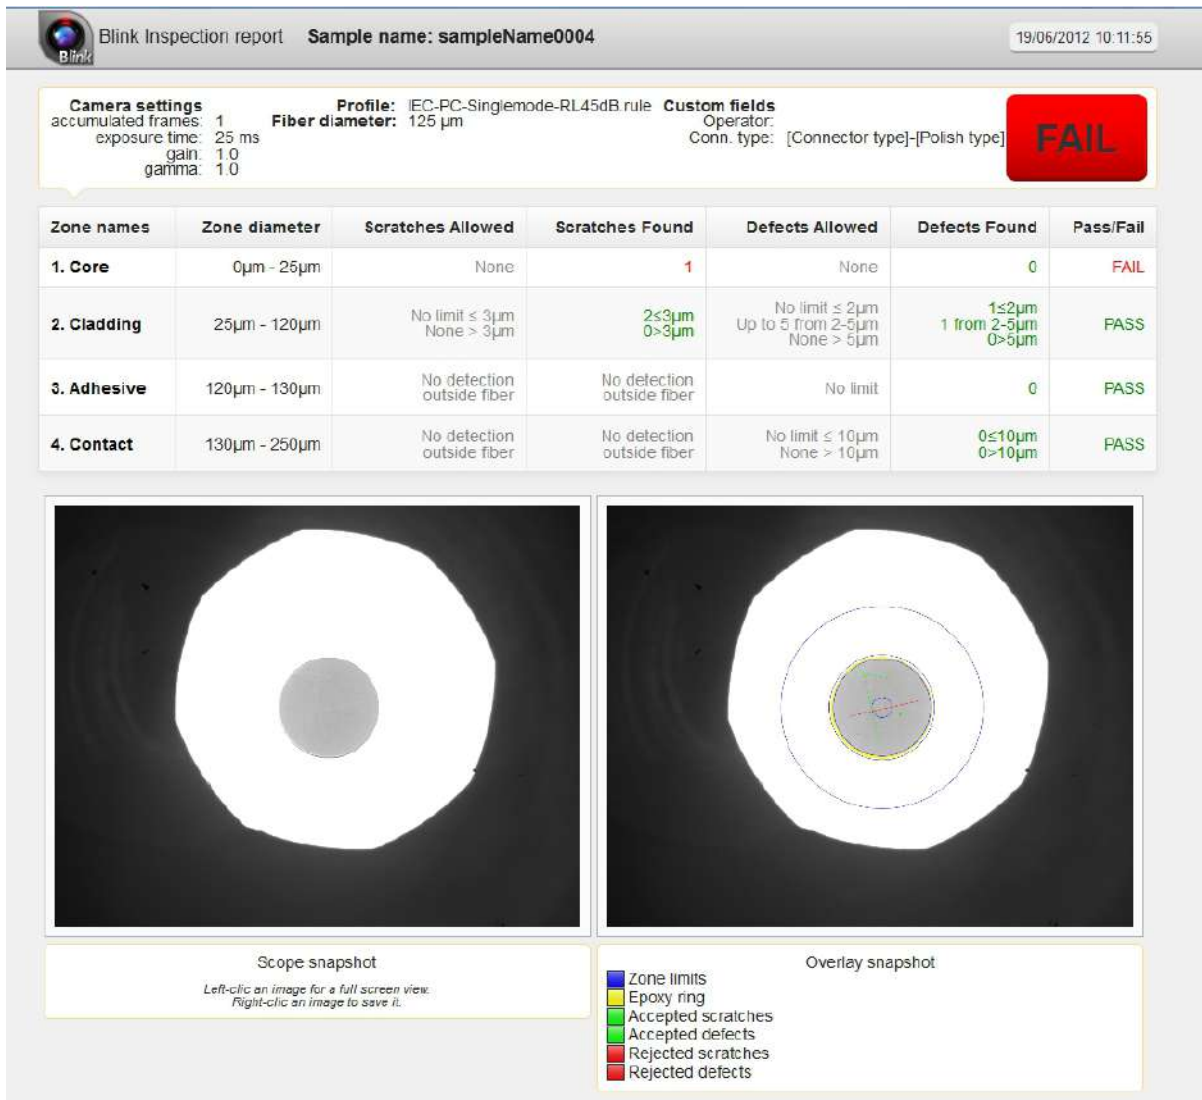 Blink
Blink Inspection report Sample name: sampleName0004
19/06/2012 10:11:55
Camera settings
accumulated frames: 1
exposure time: 25 ms
gain: 1.0
gamma: 1.0
Profile: IEC-PC-Singlemode-RL45dB.rule
Fiber diameter: 125 µm
Custom fields
Operator:
Conn. type: [Connector type]-[Polish type]
FAIL
Zone names Zone diameter Scratches Allowed Scratches Found Defects Allowed Defects Found Pass/Fail
1. Core 0µm - 25µm None 1 None 0 FAIL
2. Cladding 25µm - 120µm No limit ≤ 3µm 2≤3µm No limit ≤ 2µm 1≤2µm PASS
None > 3µm 0>3µm Up to 5 from 2-5µm 1 from 2-5µm
None > 5µm 0>5µm
3. Adhesive 120µm - 130µm No detection No detection No limit 0 PASS
outside fiber outside fiber
4. Contact 130µm - 250µm No detection No detection No limit ≤ 10µm 0≤10µm PASS
outside fiber outside fiber None > 10µm 0>10µm
Scope snapshot
Left-clic an image for a full screen view.
Right-clic an image to save it.
Overlay snapshot
Zone limits
Epoxy ring
Accepted scratches
Accepted defects
Rejected scratches
Rejected defects